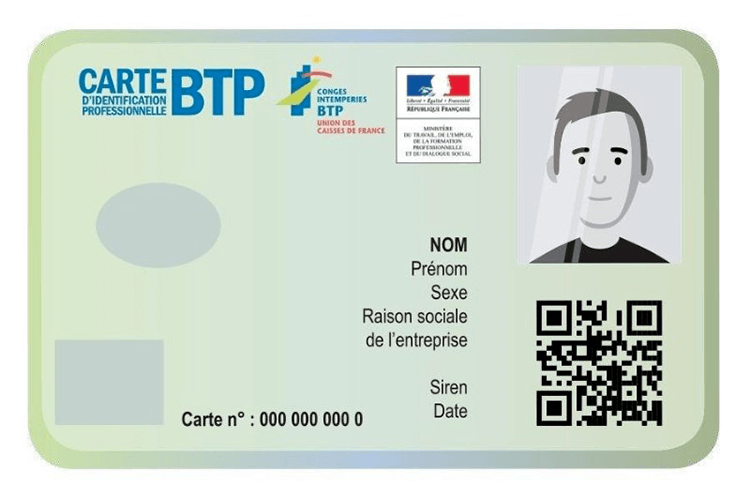 CARTE BTP
D'IDENTIFICATION
PROFESSIONNELLE
CONGES
INTEMPERIES
BTP
UNION DES
CAISSES DE FRANCE
Liberté • Égalité • Fraternité
RÉPUBLIQUE FRANÇAISE
MINISTÈRE
DU TRAVAIL, DE L'EMPLOI,
DE LA FORMATION
PROFESSIONNELLE
ET DU DIALOGUE SOCIAL
NOM
Prénom
Sexe
Raison sociale
de l'entreprise
Siren
Date
Carte n° : 000 000 000 0